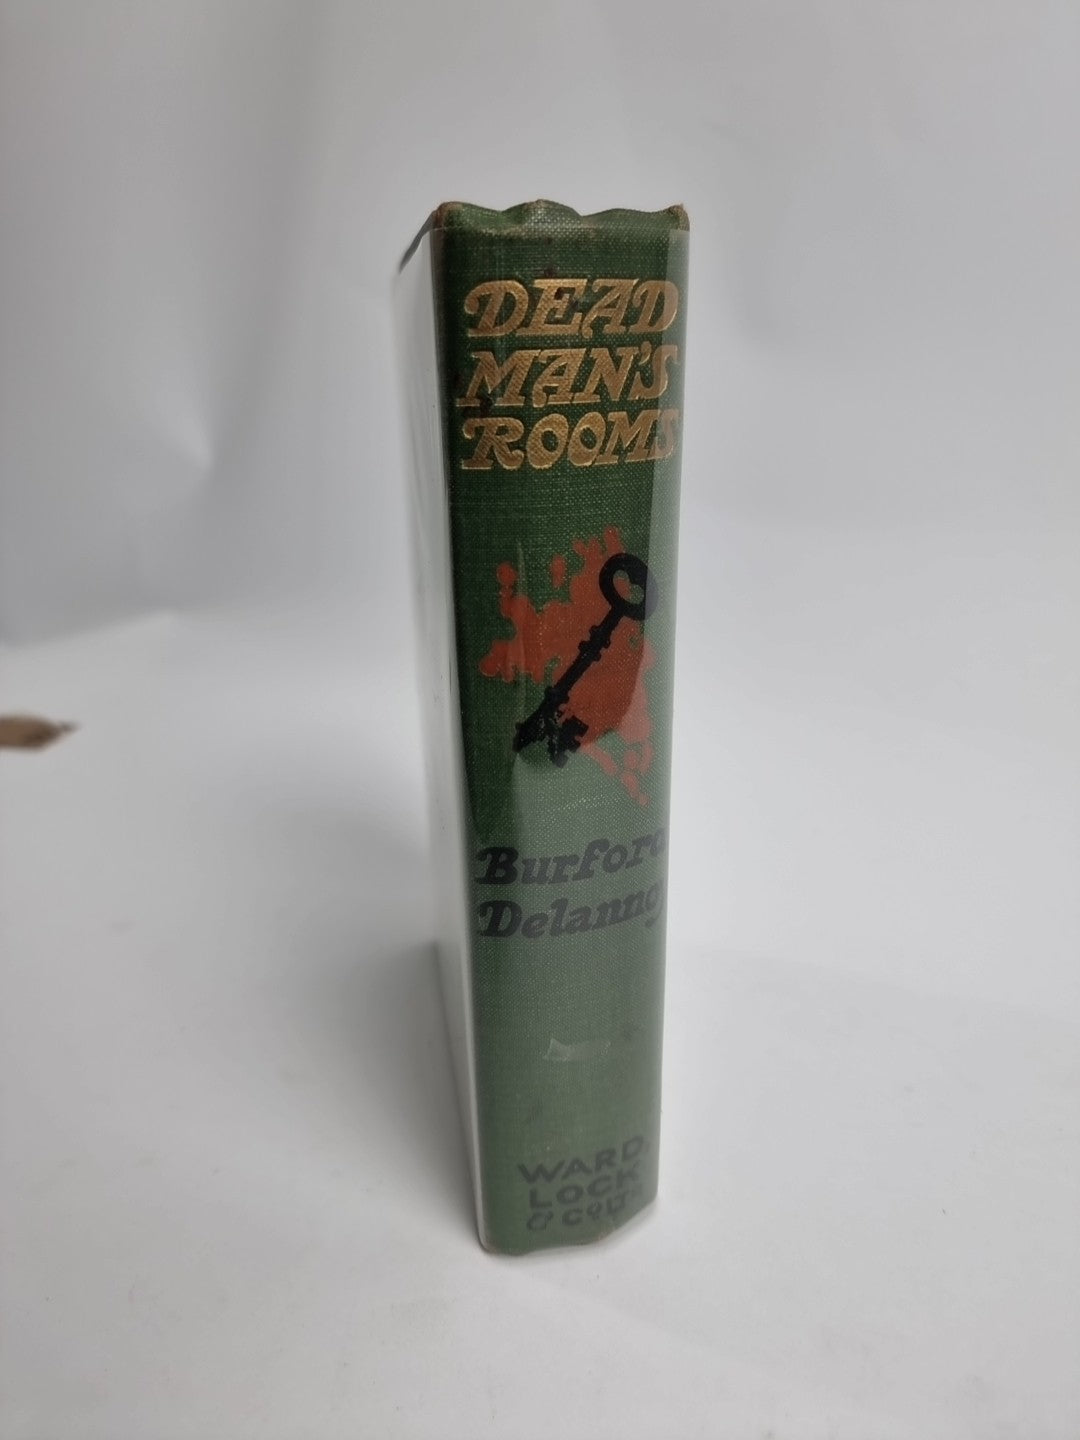 DEAD
MAN'S
ROOMS
Burford
Delannoy
WARD,
LOCK
& CO LTD